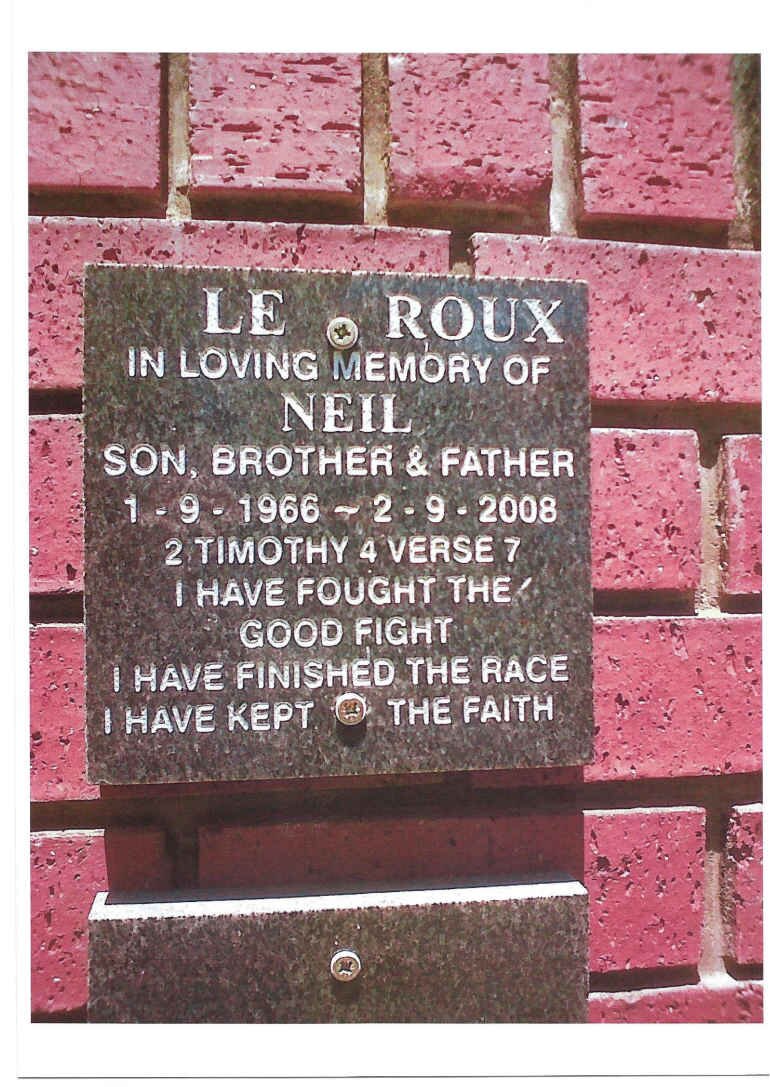 LE ROUX
IN LOVING MEMORY OF
NEIL
SON, BROTHER & FATHER
1 - 9 - 1966 ~ 2 - 9 - 2008
2 TIMOTHY 4 VERSE 7
I HAVE FOUGHT THE
GOOD FIGHT
I HAVE FINISHED THE RACE
I HAVE KEPT THE FAITH